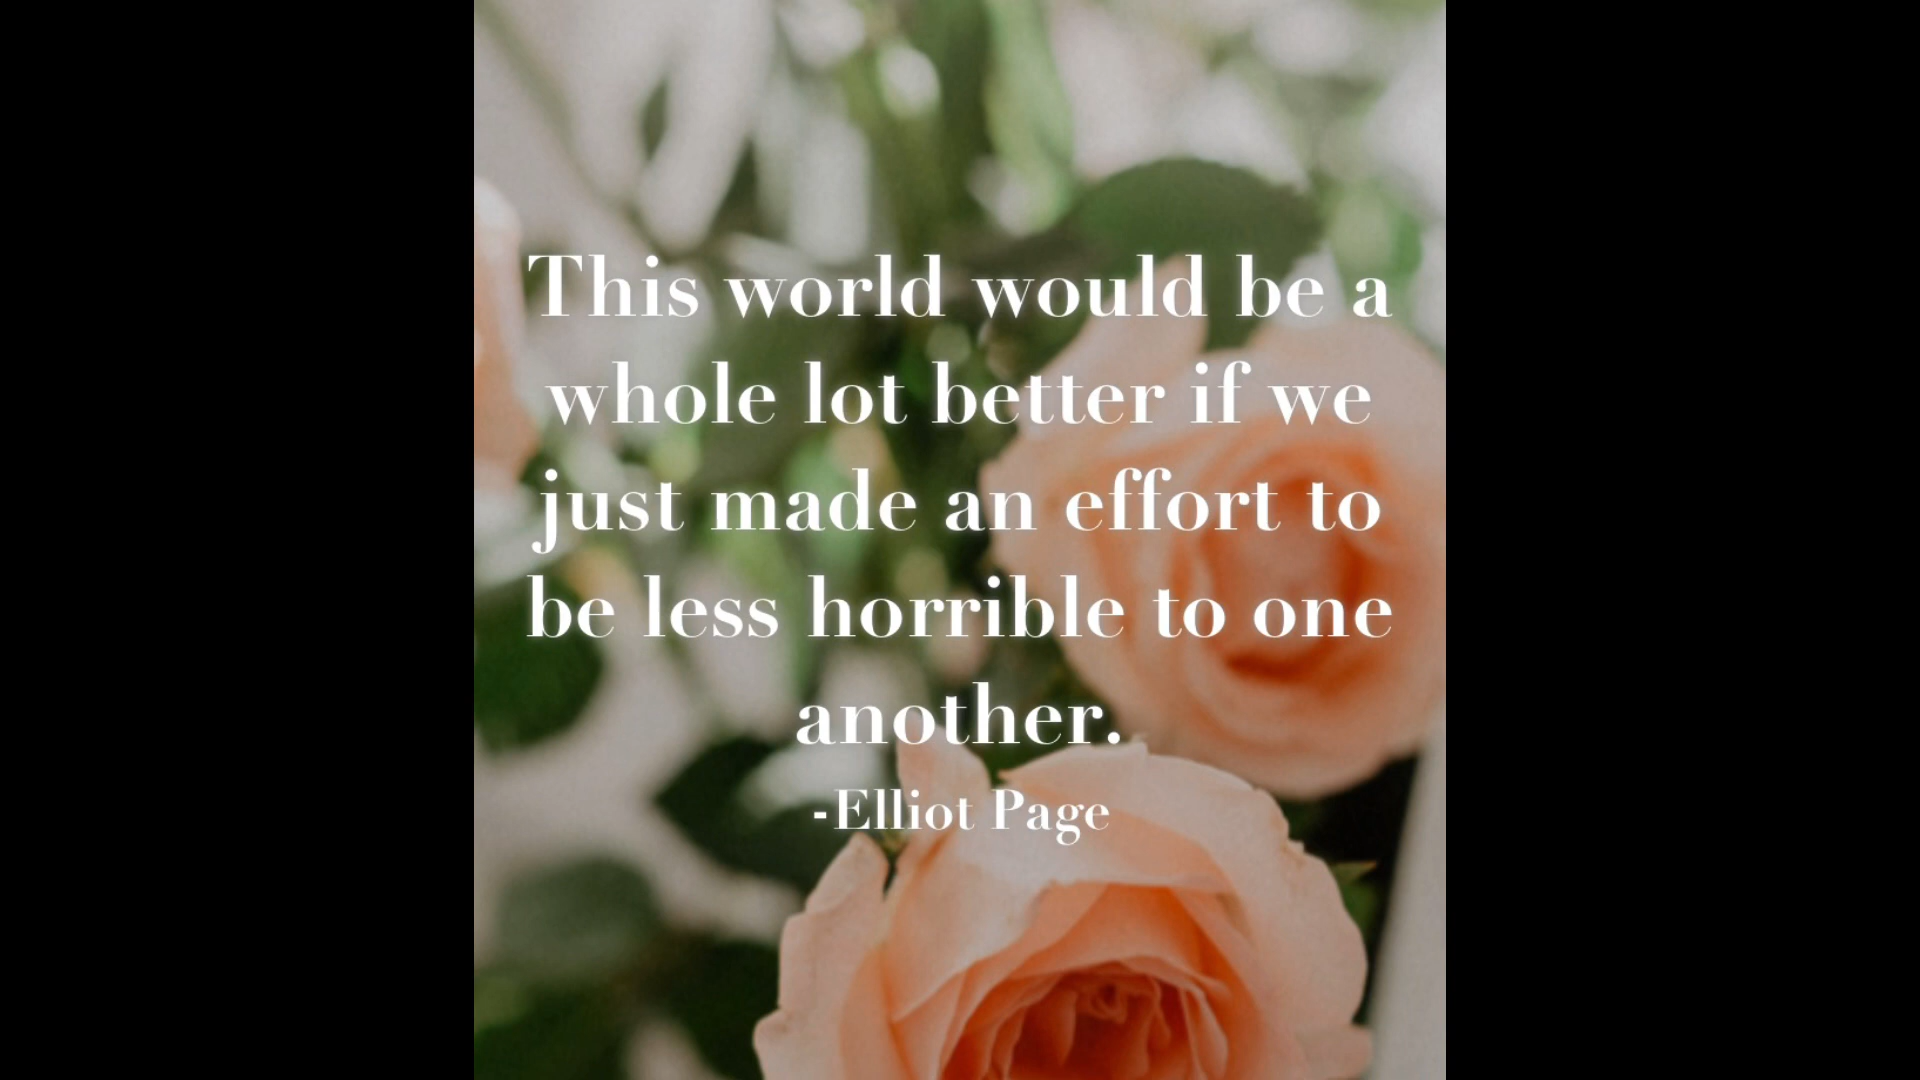 This world would be a
whole lot better if we
just made an effort to
be less horrible to one
another.
-Elliot Page